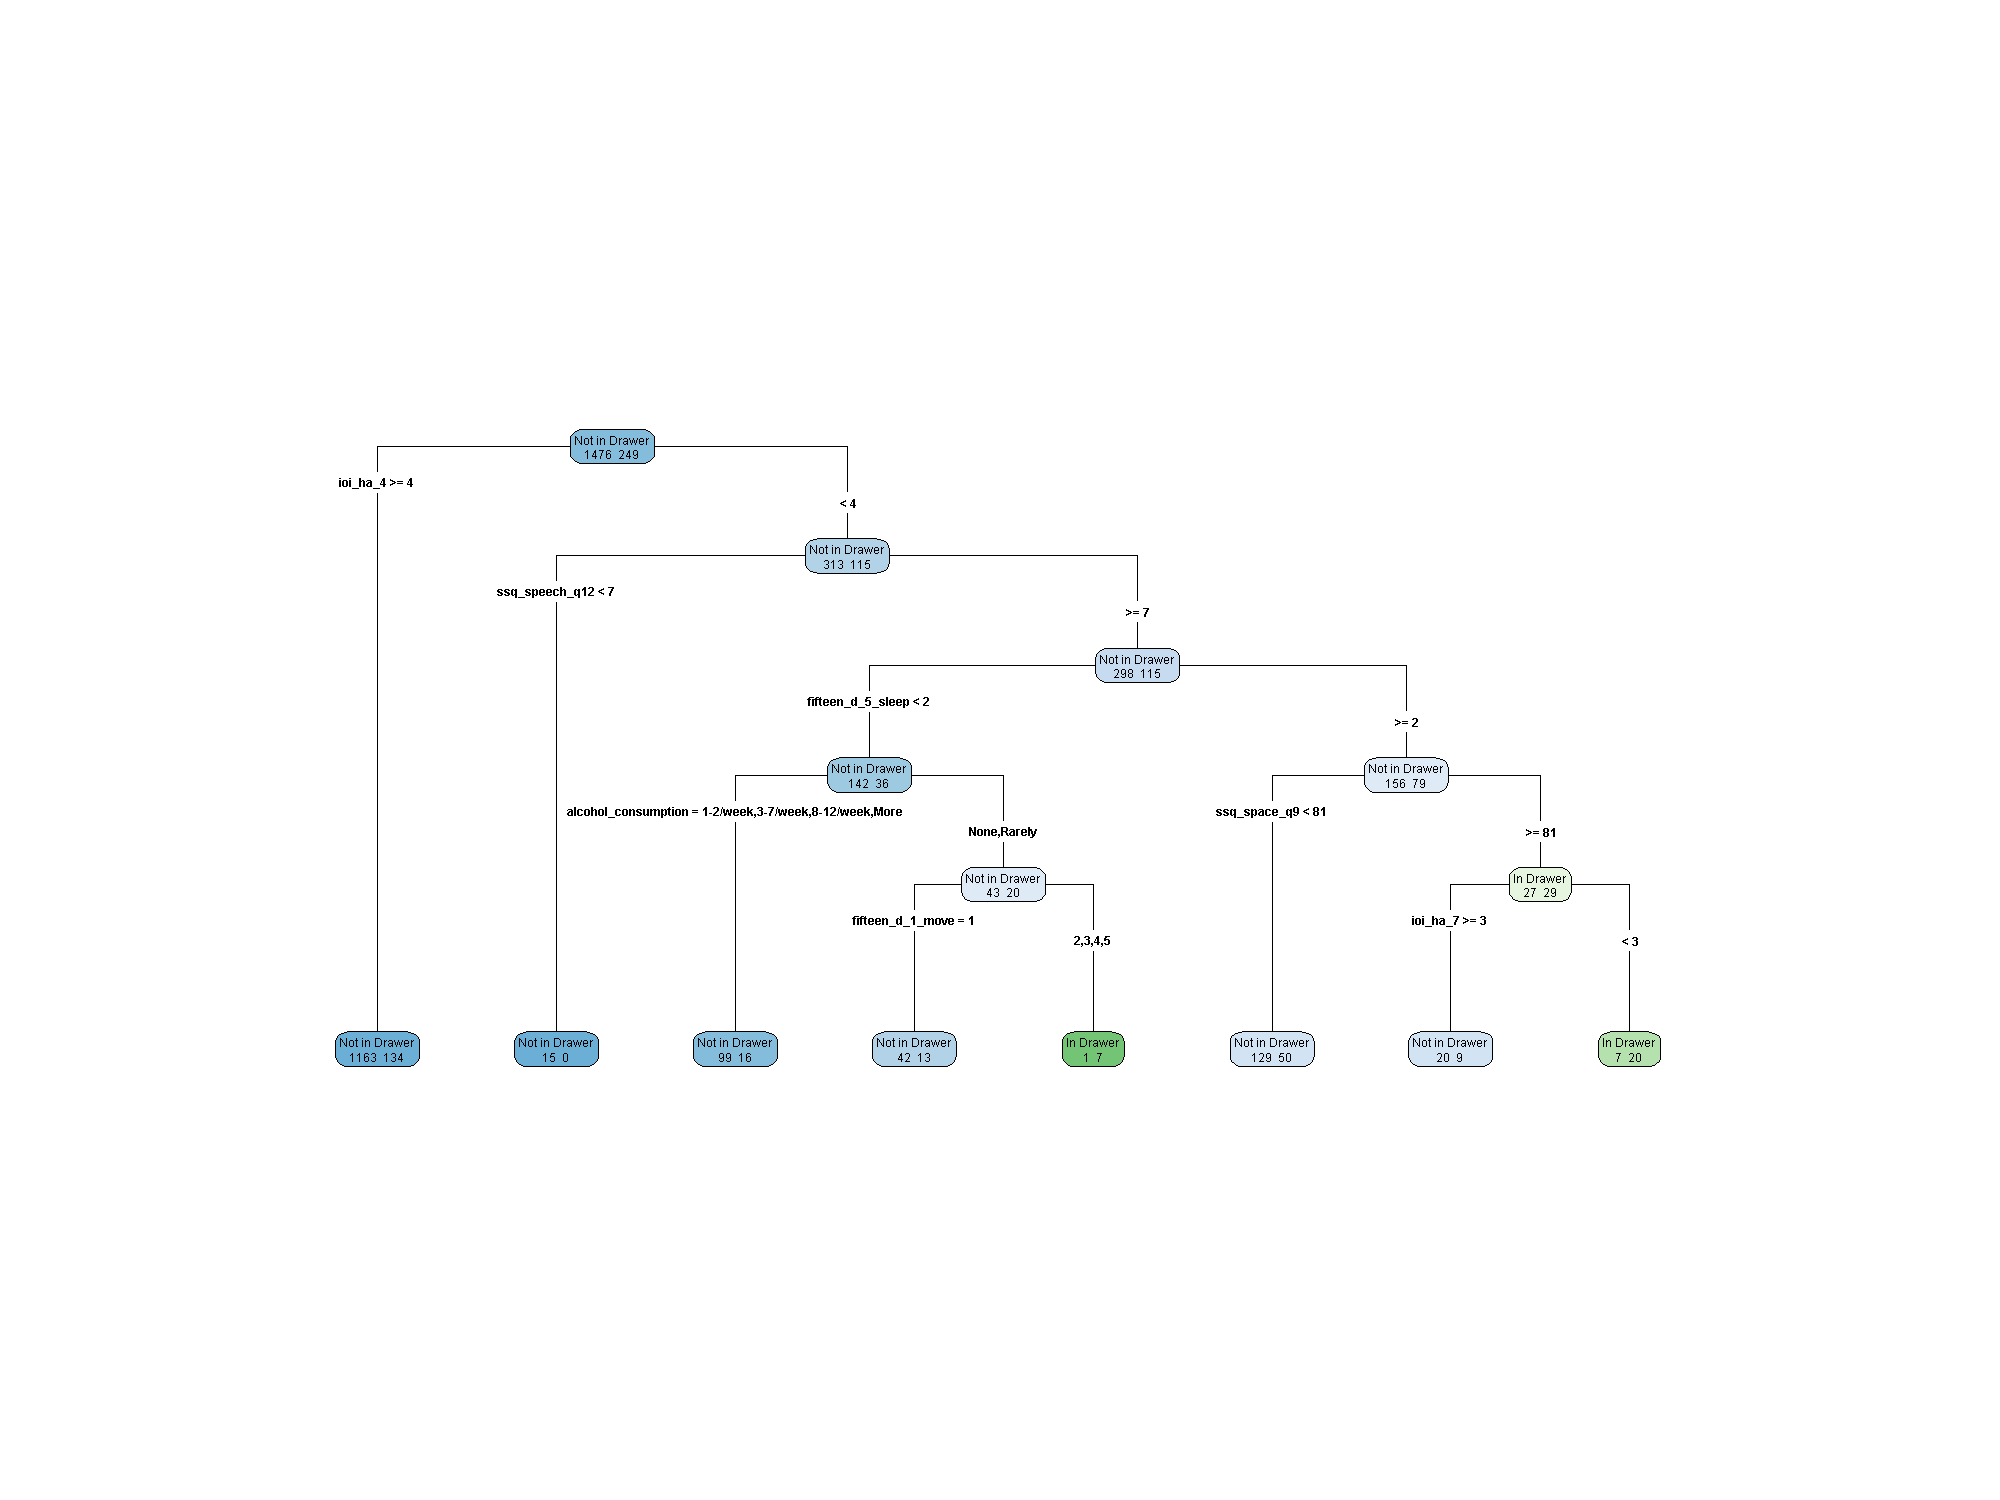 Not in Drawer
1476 249
ioi_ha_4 >= 4
< 4
Not in Drawer
313 115
ssq_speech_q12 < 7
>= 7
Not in Drawer
298 115
fifteen_d_5_sleep < 2
>= 2
Not in Drawer
142 36
Not in Drawer
156 79
alcohol_consumption = 1-2/week,3-7/week,8-12/week,More
None,Rarely
ssq_space_q9 < 81
>= 81
Not in Drawer
43 20
In Drawer
27 29
fifteen_d_1_move = 1
2,3,4,5
ioi_ha_7 >= 3
< 3
Not in Drawer
1163 134
Not in Drawer
15 0
Not in Drawer
99 16
Not in Drawer
42 13
In Drawer
1 7
Not in Drawer
129 50
Not in Drawer
20 9
In Drawer
7 20